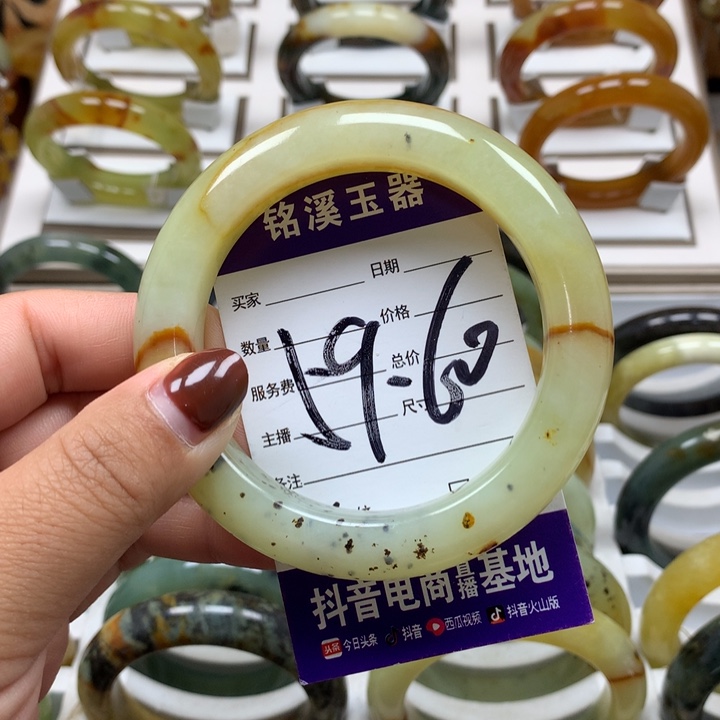 铭溪玉器
买家 日期
数量 价格
服务费 总价
主播 尺寸
备注
抖音电商直播基地
头条 今日头条 抖音 西瓜视频 抖音火山版